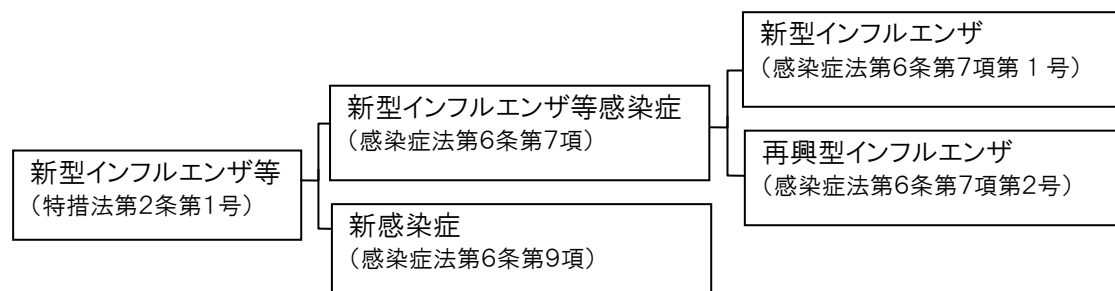 新型インフルエンザ等
（特措法第2条第1号）
新型インフルエンザ等感染症
（感染症法第6条第7項）
新感染症
（感染症法第6条第9項）
新型インフルエンザ
（感染症法第6条第7項第１号）
再興型インフルエンザ
（感染症法第6条第7項第2号）